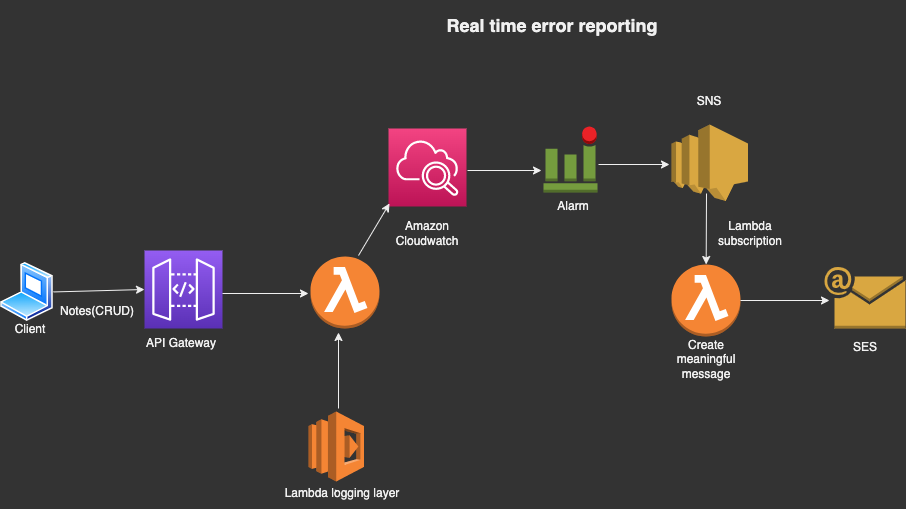 Real time error reporting
SNS
Alarm
Amazon
Cloudwatch
Lambda
subscription
Notes(CRUD)
Client
API Gateway
Create
meaningful
message
@
SES
Lambda logging layer